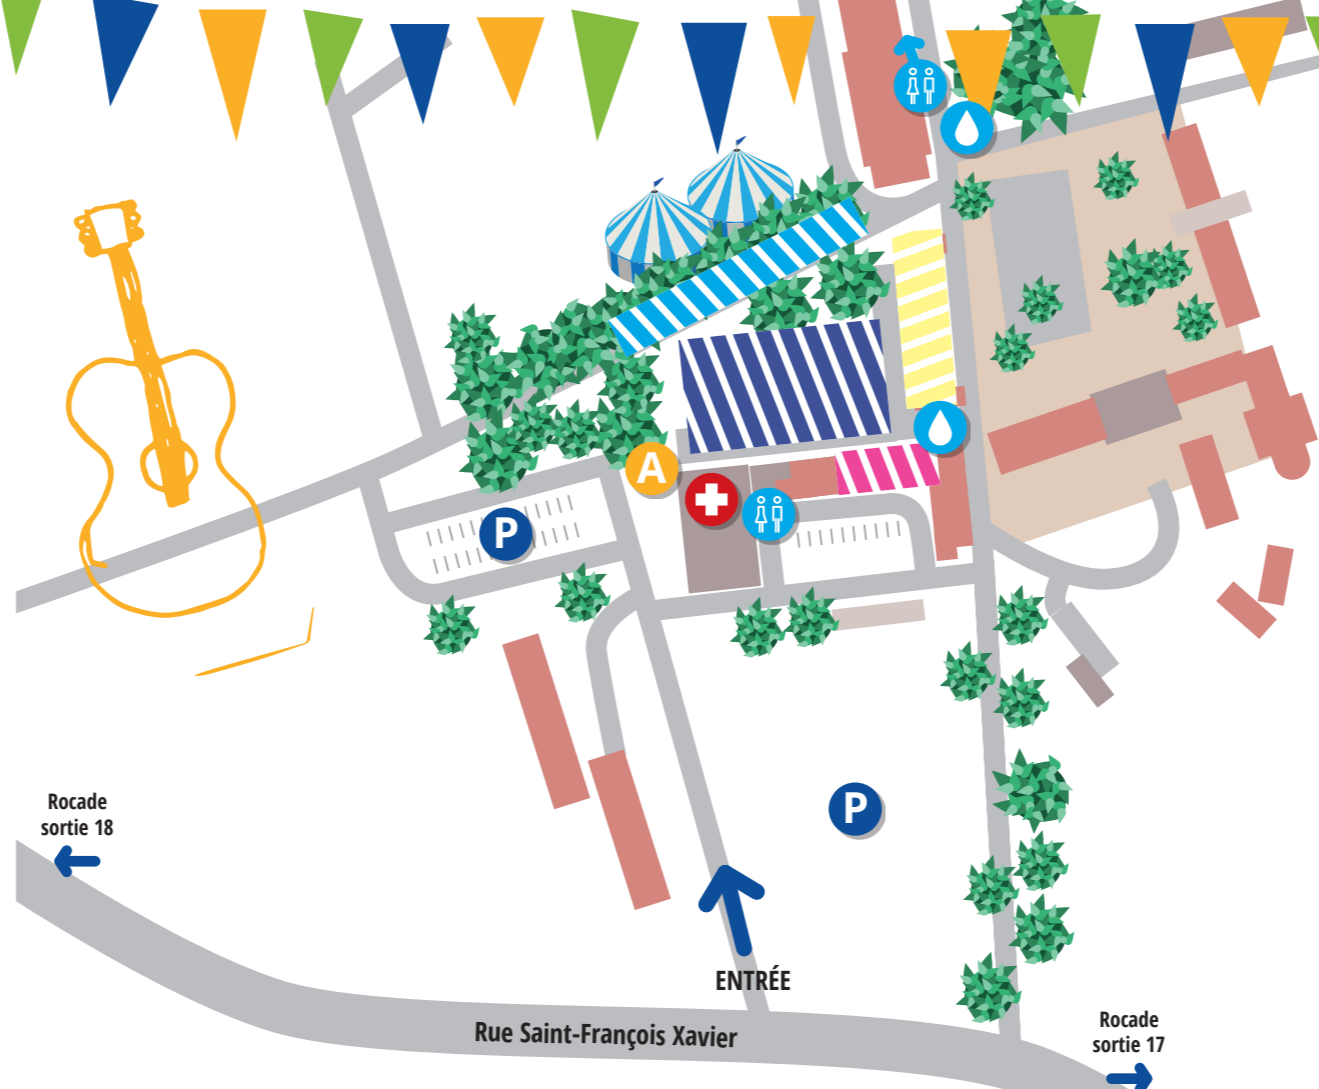 A
P
Rocade
sortie 18
P
ENTRÉE
Rue Saint-François Xavier
Rocade
sortie 17